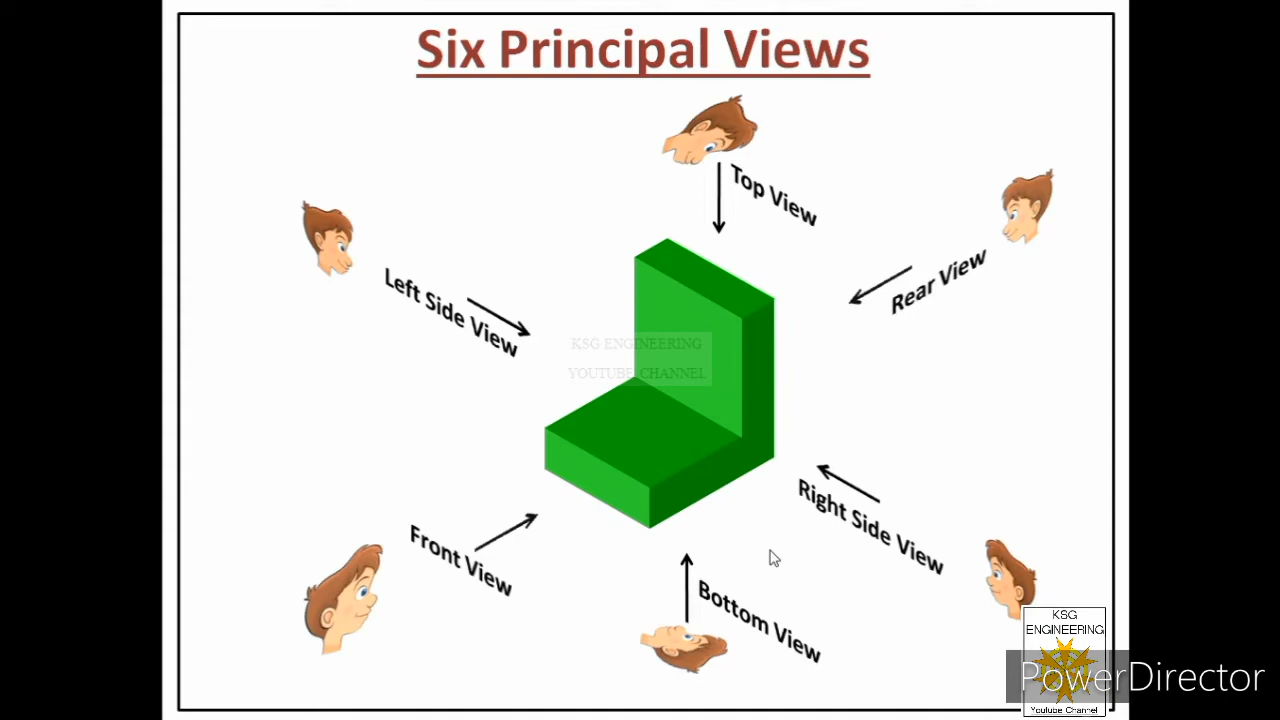 Six Principal Views
Top View
Left Side View
Rear View
KSG ENGINEERING
YOUTUBE CHANNEL
Right Side View
Front View
Bottom View
KSG
ENGINEERING
PowerDirector
Youtube Channel